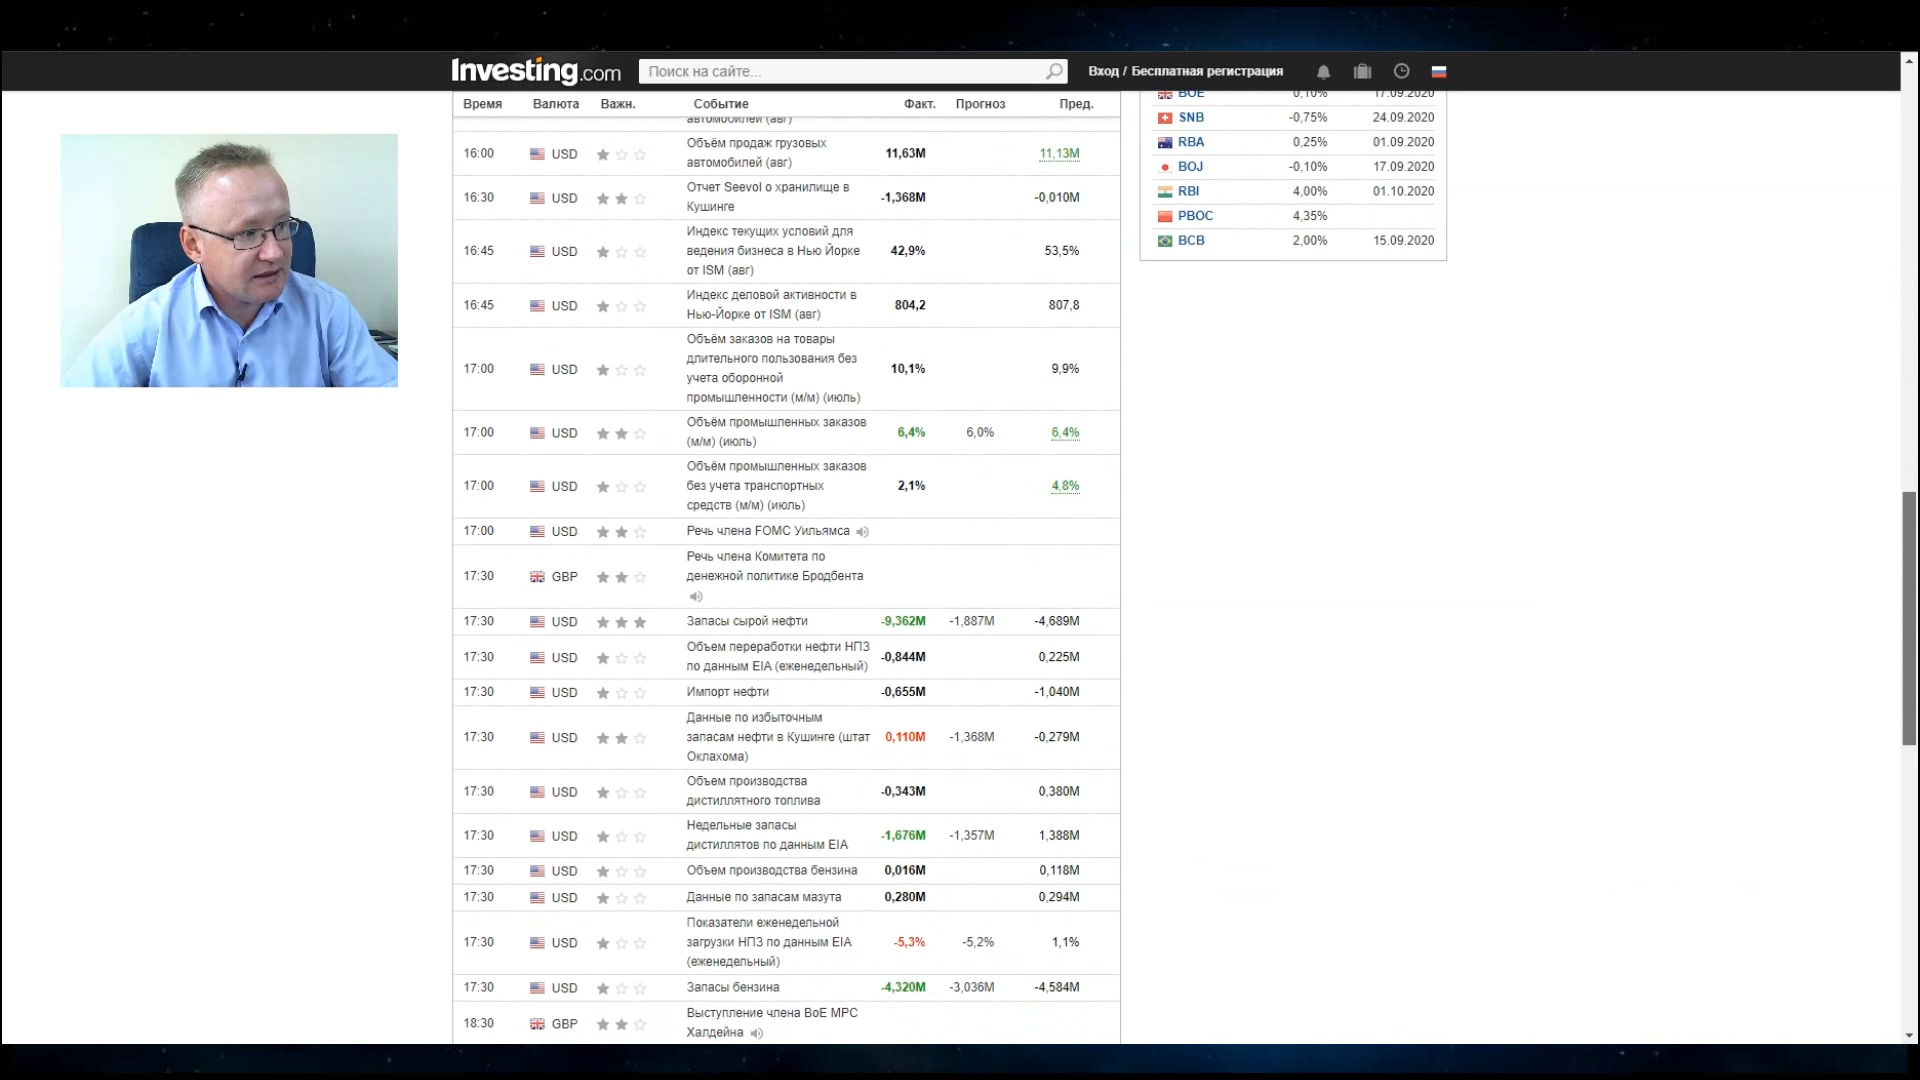 Investing.com
Поиск на сайте...
Вход / Бесплатная регистрация
Время Валюта Важн. Событие Факт. Прогноз Пред.
автомобилей (авг)
16:00 USD Объём продаж грузовых автомобилей (авг) 11,63M 11,13M
16:30 USD Отчет Seevol о хранилище в Кушинге -1,368M -0,010M
16:45 USD Индекс текущих условий для ведения бизнеса в Нью Йорке от ISM (авг) 42,9% 53,5%
16:45 USD Индекс деловой активности в Нью-Йорке от ISM (авг) 804,2 807,8
17:00 USD Объём заказов на товары длительного пользования без учета оборонной промышленности (м/м) (июль) 10,1% 9,9%
17:00 USD Объём промышленных заказов (м/м) (июль) 6,4% 6,0% 6,4%
17:00 USD Объём промышленных заказов без учета транспортных средств (м/м) (июль) 2,1% 4,8%
17:00 USD Речь члена FOMC Уильямса
17:30 GBP Речь члена Комитета по денежной политике Бродбента
17:30 USD Запасы сырой нефти -9,362M -1,887M -4,689M
17:30 USD Объем переработки нефти НПЗ по данным EIA (еженедельный) -0,844M 0,225M
17:30 USD Импорт нефти -0,655M -1,040M
17:30 USD Данные по избыточным запасам нефти в Кушинге (штат Оклахома) 0,110M -1,368M -0,279M
17:30 USD Объем производства дистиллятного топлива -0,343M 0,380M
17:30 USD Недельные запасы дистиллятов по данным EIA -1,676M -1,357M 1,388M
17:30 USD Объем производства бензина 0,016M 0,118M
17:30 USD Данные по запасам мазута 0,280M 0,294M
17:30 USD Показатели еженедельной загрузки НПЗ по данным EIA (еженедельный) -5,3% -5,2% 1,1%
17:30 USD Запасы бензина -4,320M -3,036M -4,584M
18:30 GBP Выступление члена BoE MPC Халдейна
BOE 0,10% 17.09.2020
SNB -0,75% 24.09.2020
RBA 0,25% 01.09.2020
BOJ -0,10% 17.09.2020
RBI 4,00% 01.10.2020
PBOC 4,35%
BCB 2,00% 15.09.2020